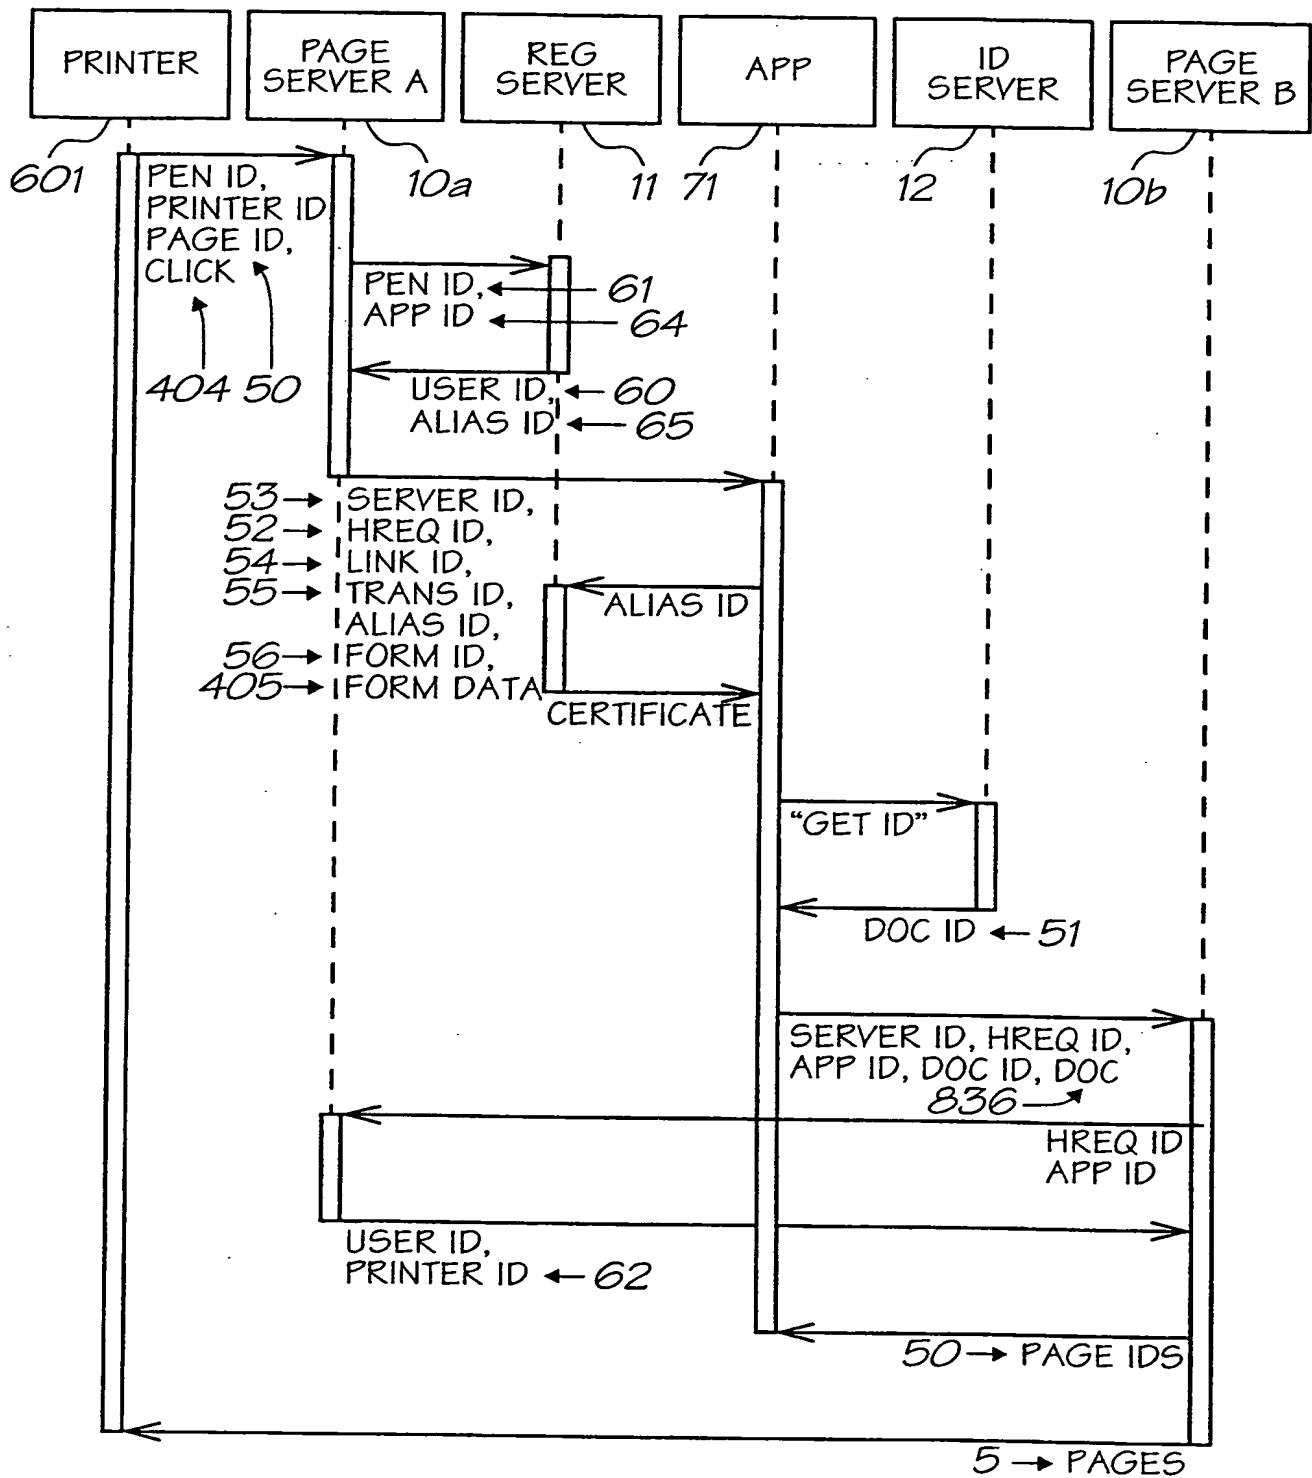 PRINTER
PAGE
SERVER A
REG
SERVER
APP
ID
SERVER
PAGE
SERVER B
601
10a
11
71
12
10b
PEN ID,
PRINTER ID
PAGE ID,
CLICK
404 50
PEN ID, 61
APP ID 64
USER ID, 60
ALIAS ID 65
53 SERVER ID,
52 HREQ ID,
54 LINK ID,
55 TRANS ID,
ALIAS ID,
56 FORM ID,
405 FORM DATA
ALIAS ID
CERTIFICATE
“GET ID”
DOC ID 51
SERVER ID, HREQ ID,
APP ID, DOC ID, DOC
836
HREQ ID
APP ID
USER ID,
PRINTER ID 62
50 PAGE IDS
5 PAGES